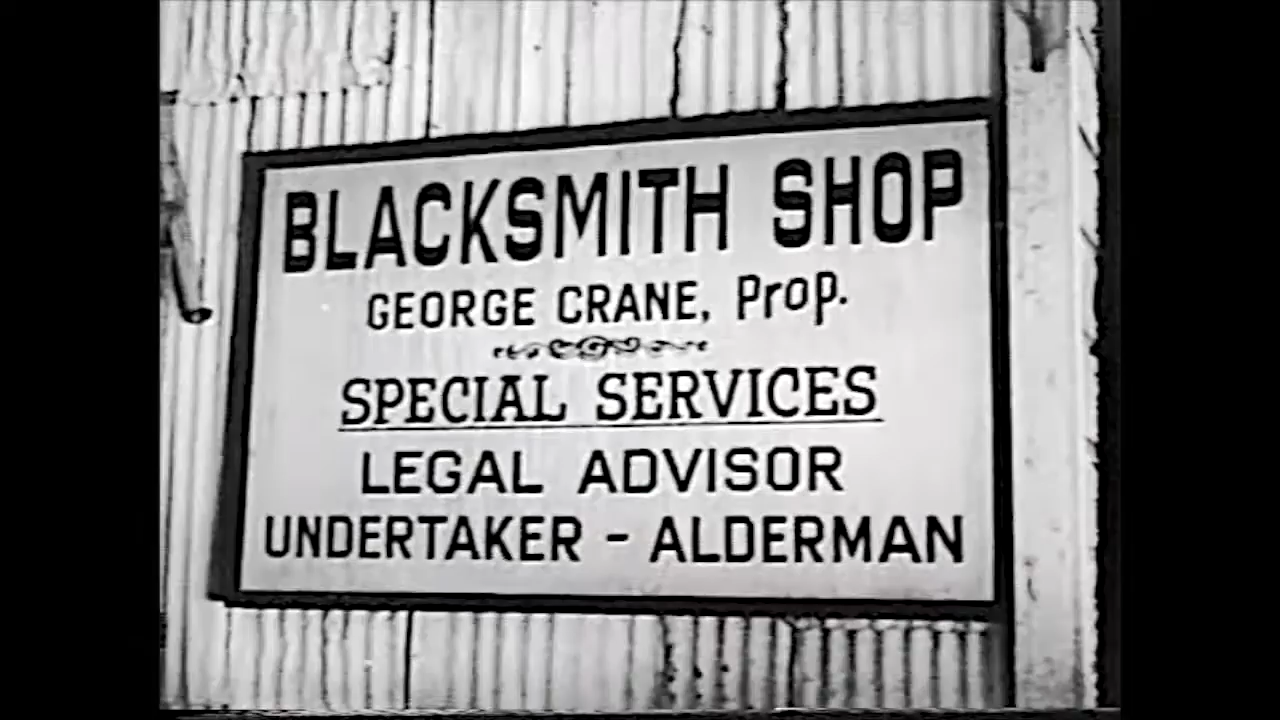 BLACKSMITH SHOP
GEORGE CRANE, Prop.
SPECIAL SERVICES
LEGAL ADVISOR
UNDERTAKER - ALDERMAN